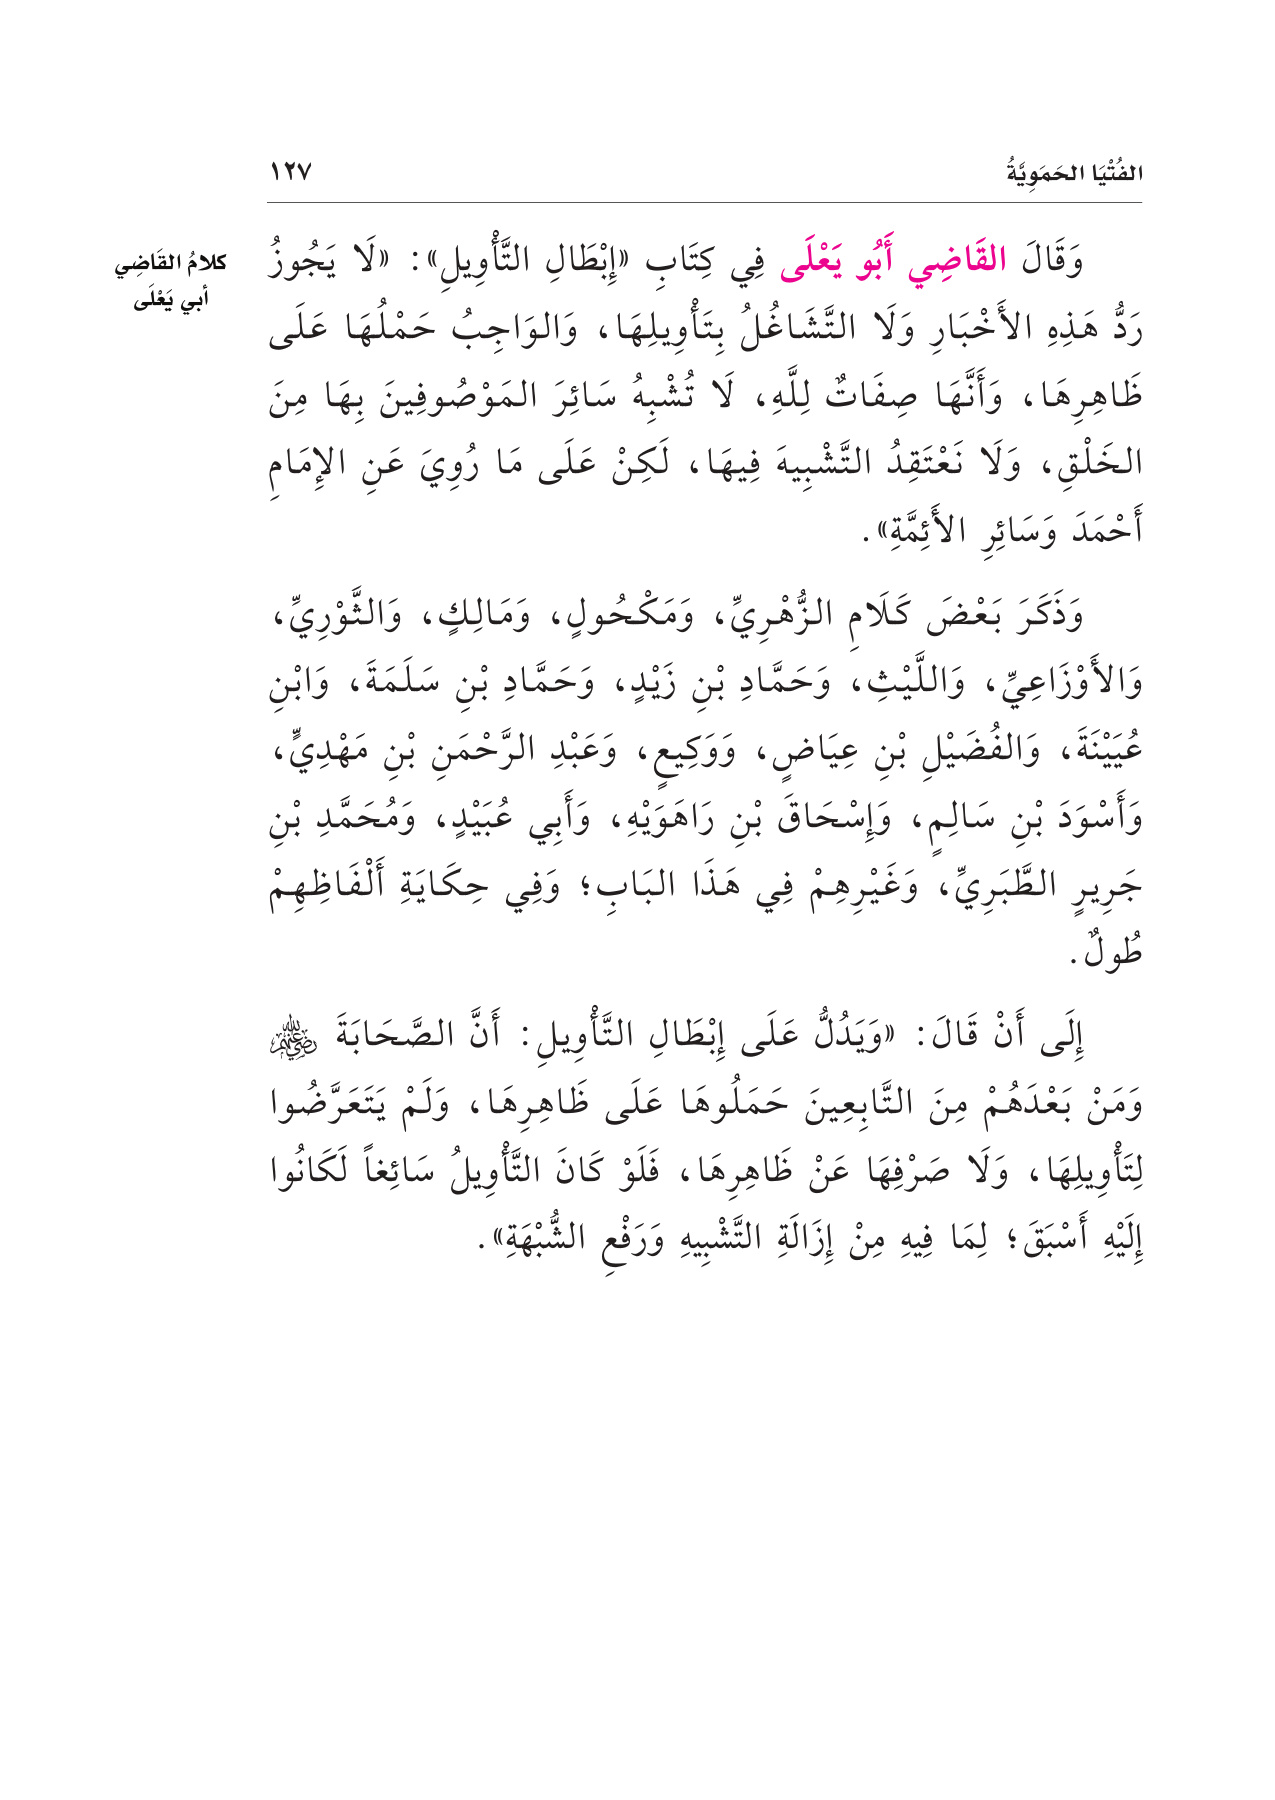 الفُتْيَا الحَمَوِيَّةُ
١٢٧
وَقَالَ القَاضِي أَبُو يَعْلَى فِي كِتَابِ «إِبْطَالِ التَّأْوِيلِ»: «لَا يَجُوزُ
كلامُ القَاضِي
أبي يَعْلَى
رَدُّ هَذِهِ الأَخْبَارِ وَلَا التَّشَاغُلُ بِتَأْوِيلِهَا، وَالوَاجِبُ حَمْلُهَا عَلَى
ظَاهِرِهَا، وَأَنَّهَا صِفَاتٌ لِلَّهِ، لَا تُشْبِهُ سَائِرَ المَوْصُوفِينَ بِهَا مِنَ
الخَلْقِ، وَلَا نَعْتَقِدُ التَّشْبِيهَ فِيهَا، لَكِنْ عَلَى مَا رُوِيَ عَنِ الإِمَامِ
أَحْمَدَ وَسَائِرِ الأَئِمَّةِ».
وَذَكَرَ بَعْضَ كَلَامِ الزُّهْرِيِّ، وَمَكْحُولٍ، وَمَالِكٍ، وَالثَّوْرِيِّ،
وَالأَوْزَاعِيِّ، وَاللَّيْثِ، وَحَمَّادِ بْنِ زَيْدٍ، وَحَمَّادِ بْنِ سَلَمَةَ، وَابْنِ
عُيَيْنَةَ، وَالفُضَيْلِ بْنِ عِيَاضٍ، وَوَكِيعٍ، وَعَبْدِ الرَّحْمَنِ بْنِ مَهْدِيٍّ،
وَأَسْوَدَ بْنِ سَالِمٍ، وَإِسْحَاقَ بْنِ رَاهَوَيْهِ، وَأَبِي عُبَيْدٍ، وَمُحَمَّدِ بْنِ
جَرِيرٍ الطَّبَرِيِّ، وَغَيْرِهِمْ فِي هَذَا البَابِ؛ وَفِي حِكَايَةِ أَلْفَاظِهِمْ
طُولٌ.
إِلَى أَنْ قَالَ: «وَيَدُلُّ عَلَى إِبْطَالِ التَّأْوِيلِ: أَنَّ الصَّحَابَةَ رضي الله عنهم
وَمَنْ بَعْدَهُمْ مِنَ التَّابِعِينَ حَمَلُوهَا عَلَى ظَاهِرِهَا، وَلَمْ يَتَعَرَّضُوا
لِتَأْوِيلِهَا، وَلَا صَرْفِهَا عَنْ ظَاهِرِهَا، فَلَوْ كَانَ التَّأْوِيلُ سَائِغاً لَكَانُوا
إِلَيْهِ أَسْبَقَ؛ لِمَا فِيهِ مِنْ إِزَالَةِ التَّشْبِيهِ وَرَفْعِ الشُّبْهَةِ».